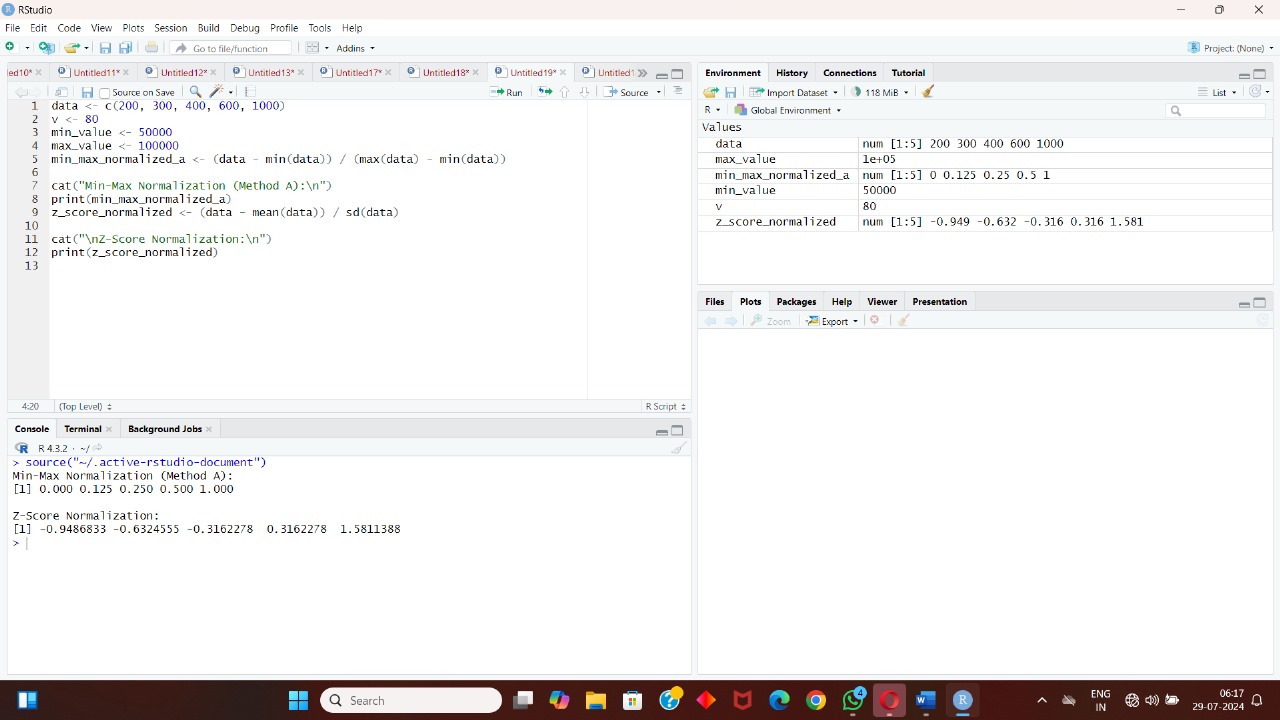 RStudio
File Edit Code View Plots Session Build Debug Profile Tools Help
Go to file/function Addins Project: (None)
ed10* Untitled11* Untitled12* Untitled13* Untitled17* Untitled18* Untitled19* Untitled1
Source on Save Run Source
1 data <- c(200, 300, 400, 600, 1000)
2 v <- 80
3 min_value <- 50000
4 max_value <- 100000
5 min_max_normalized_a <- (data - min(data)) / (max(data) - min(data))
6
7 cat("Min-Max Normalization (Method A):\n")
8 print(min_max_normalized_a)
9 z_score_normalized <- (data - mean(data)) / sd(data)
10
11 cat("\nZ-Score Normalization:\n")
12 print(z_score_normalized)
13
4:20 (Top Level) R Script
Console Terminal Background Jobs
R 4.3.2 · ~/
> source("~/.active-rstudio-document")
Min-Max Normalization (Method A):
[1] 0.000 0.125 0.250 0.500 1.000
Z-Score Normalization:
[1] -0.9486833 -0.6324555 -0.3162278 0.3162278 1.5811388
>
Environment History Connections Tutorial
Import Dataset 118 MiB List
R Global Environment
Values
data num [1:5] 200 300 400 600 1000
max_value 1e+05
min_max_normalized_a num [1:5] 0 0.125 0.25 0.5 1
min_value 50000
v 80
z_score_normalized num [1:5] -0.949 -0.632 -0.316 0.316 1.581
Files Plots Packages Help Viewer Presentation
Zoom Export
Search 4 ENG 06:17
IN 29-07-2024